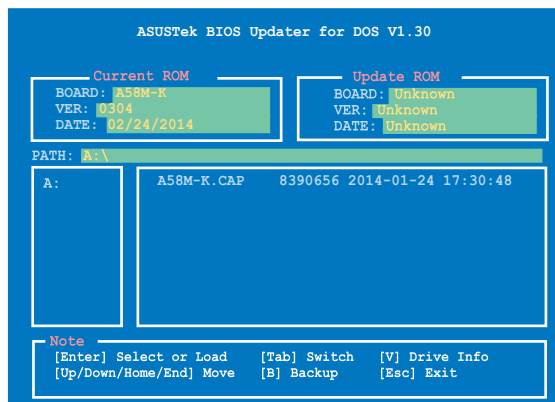 ASUSTek BIOS Updater for DOS V1.30
Current ROM
BOARD: A58M-K
VER: 0304
DATE: 02/24/2014
Update ROM
BOARD: Unknown
VER: Unknown
DATE: Unknown
PATH: A:\
A:
A58M-K.CAP 8390656 2014-01-24 17:30:48
Note
[Enter] Select or Load [Tab] Switch [V] Drive Info
[Up/Down/Home/End] Move [B] Backup [Esc] Exit